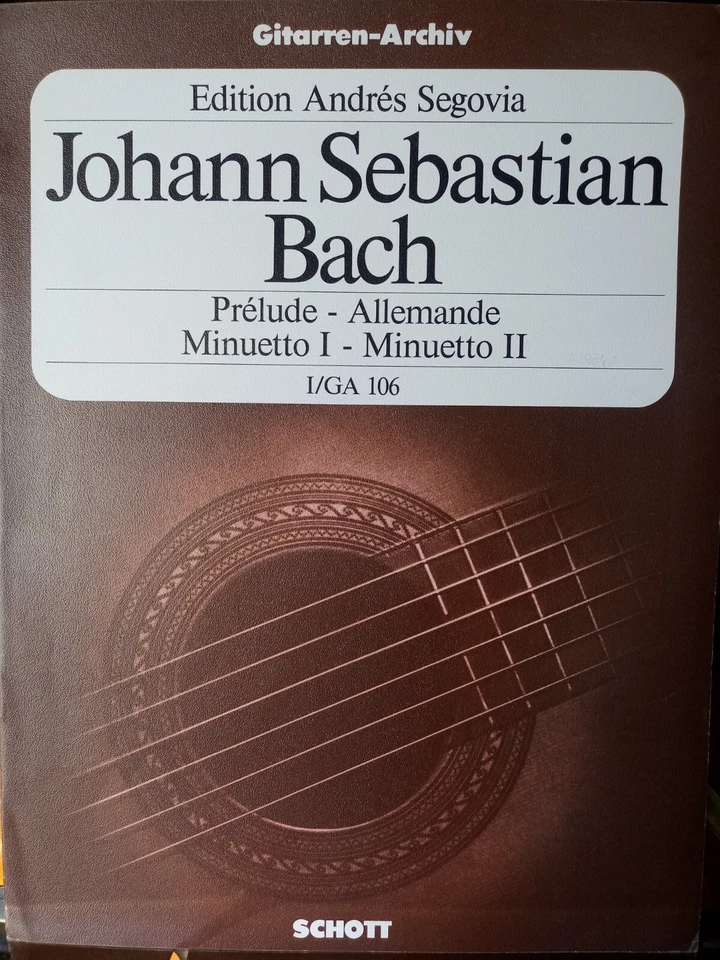 Gitarren-Archiv
Edition Andrés Segovia
Johann Sebastian
Bach
Prélude - Allemande
Minuetto I - Minuetto II
I/GA 106
SCHOTT